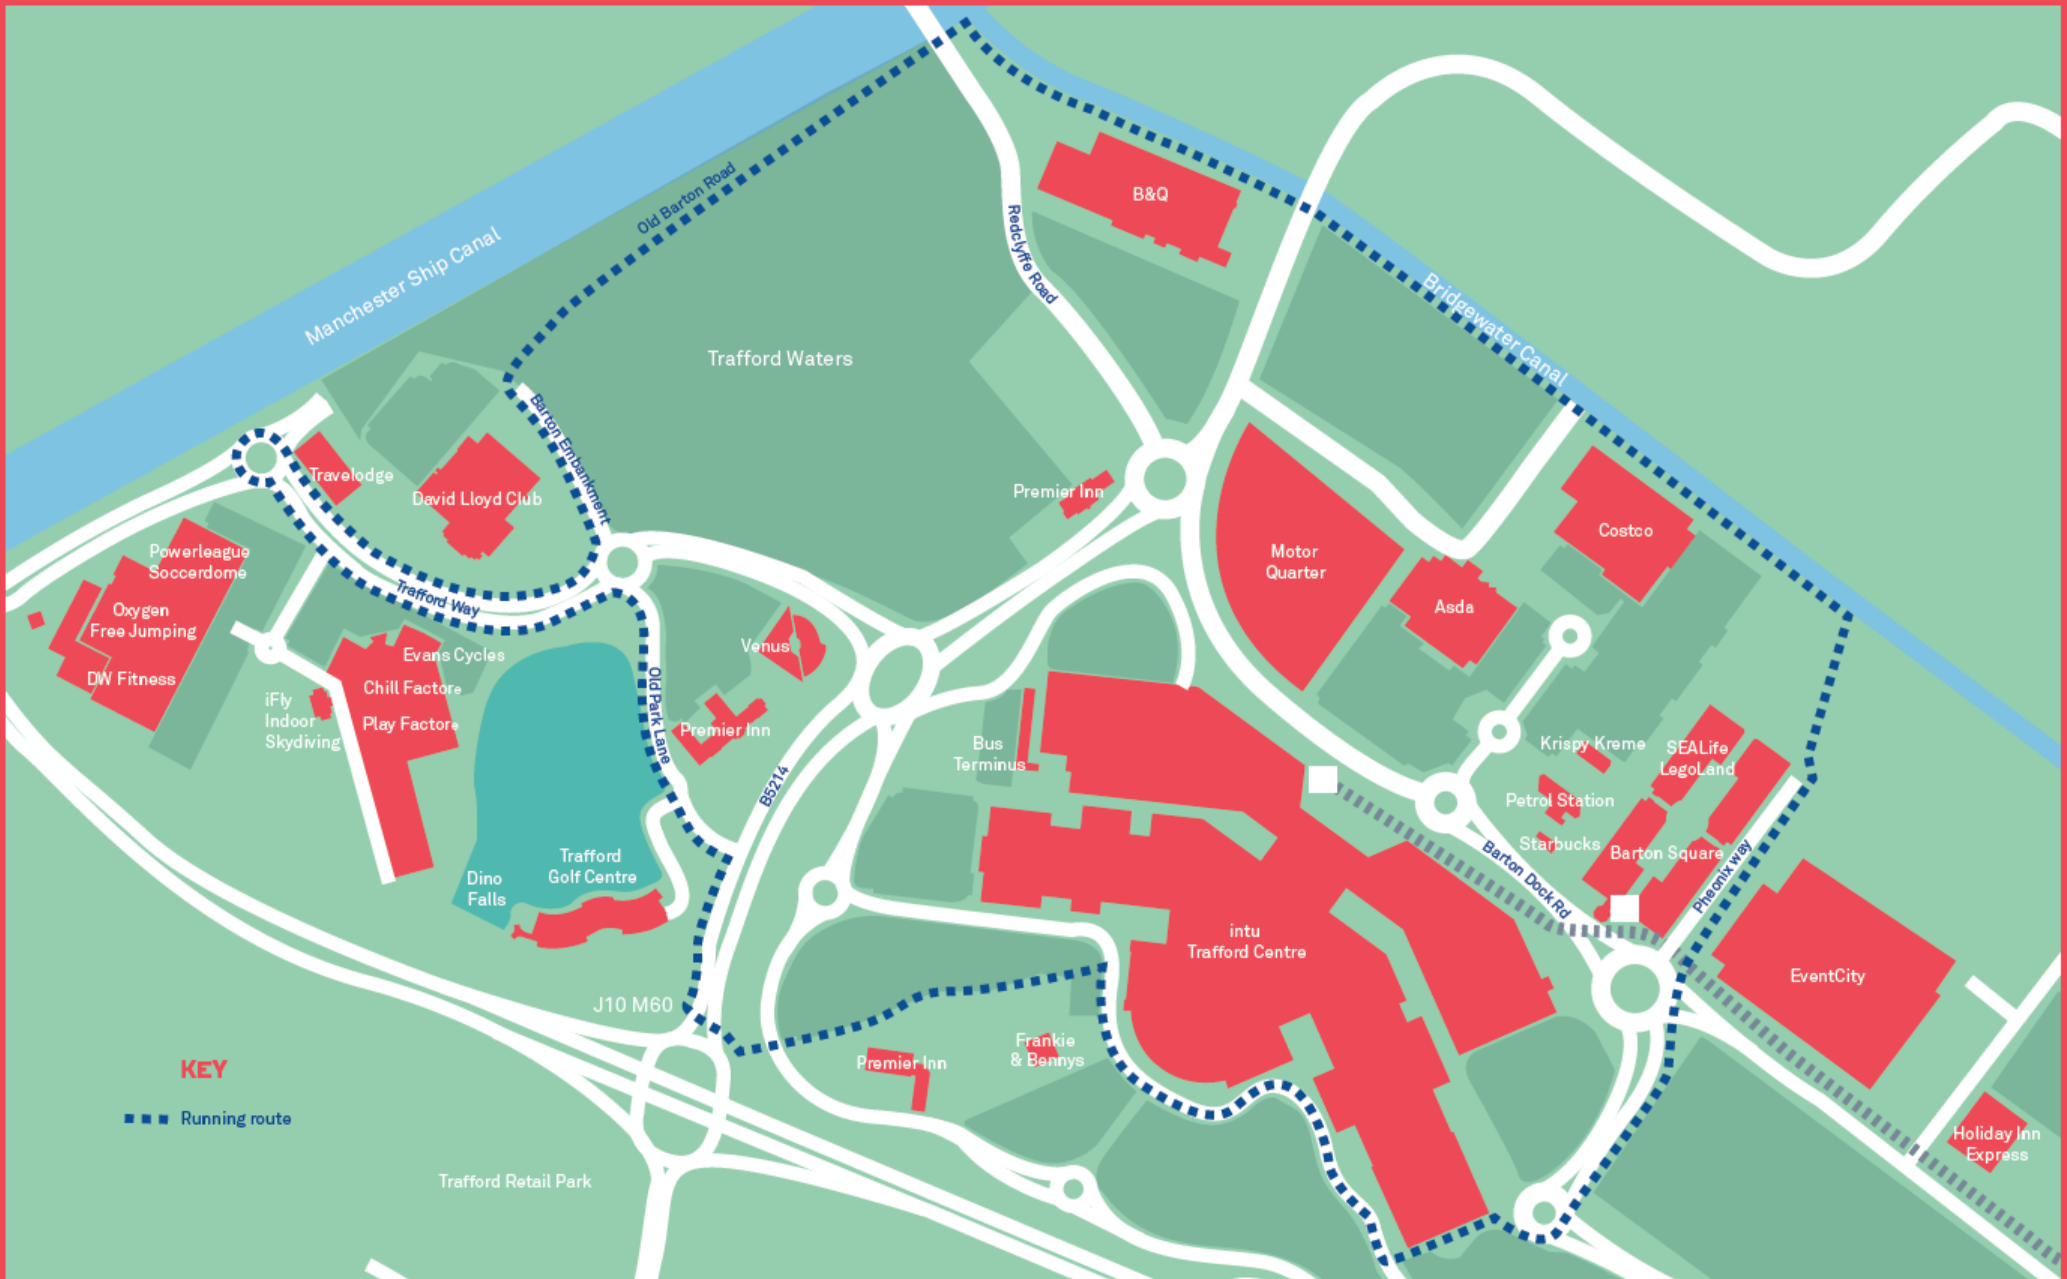 Old Barton Road
Manchester Ship Canal
B&Q
Redclyffe Road
Bridgewater Canal
Trafford Waters
Barton Embankment
Travelodge
David Lloyd Club
Premier Inn
Costco
Motor
Quarter
Asda
Powerleague
Soccerdome
Oxygen
Free Jumping
DW Fitness
Trafford Way
Evans Cycles
Chill Factore
Play Factore
iFly
Indoor
Skydiving
Venus
Old Park Lane
Premier Inn
B5214
Bus
Terminus
Krispy Kreme
SEALife
LegoLand
Petrol Station
Starbucks
Barton Square
Barton Dock Rd
Pheonix way
Trafford
Golf Centre
Dino
Falls
intu
Trafford Centre
EventCity
J10 M60
Frankie
& Bennys
Premier Inn
KEY
Running route
Holiday Inn
Express
Trafford Retail Park